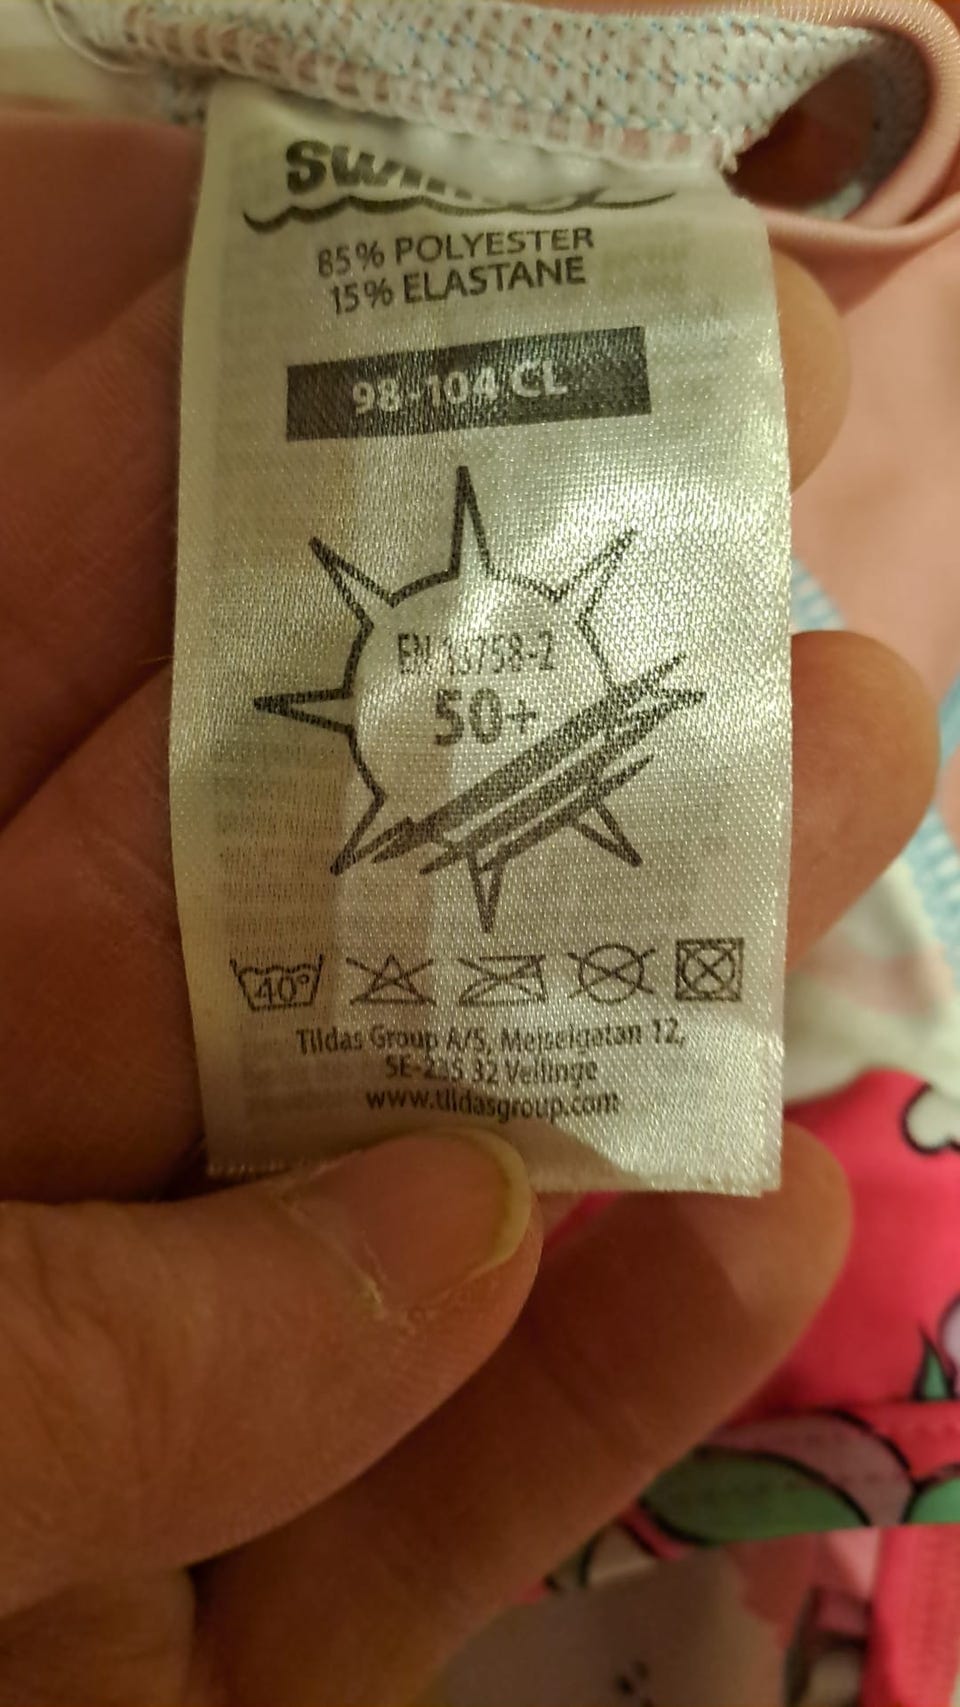 85% POLYESTER
15% ELASTANE
98-104 CL
EN 13758-2
50+
40°
Tildas Group A/S, Mejselgatan 12,
SE-235 32 Vellinge
www.tildasgroup.com